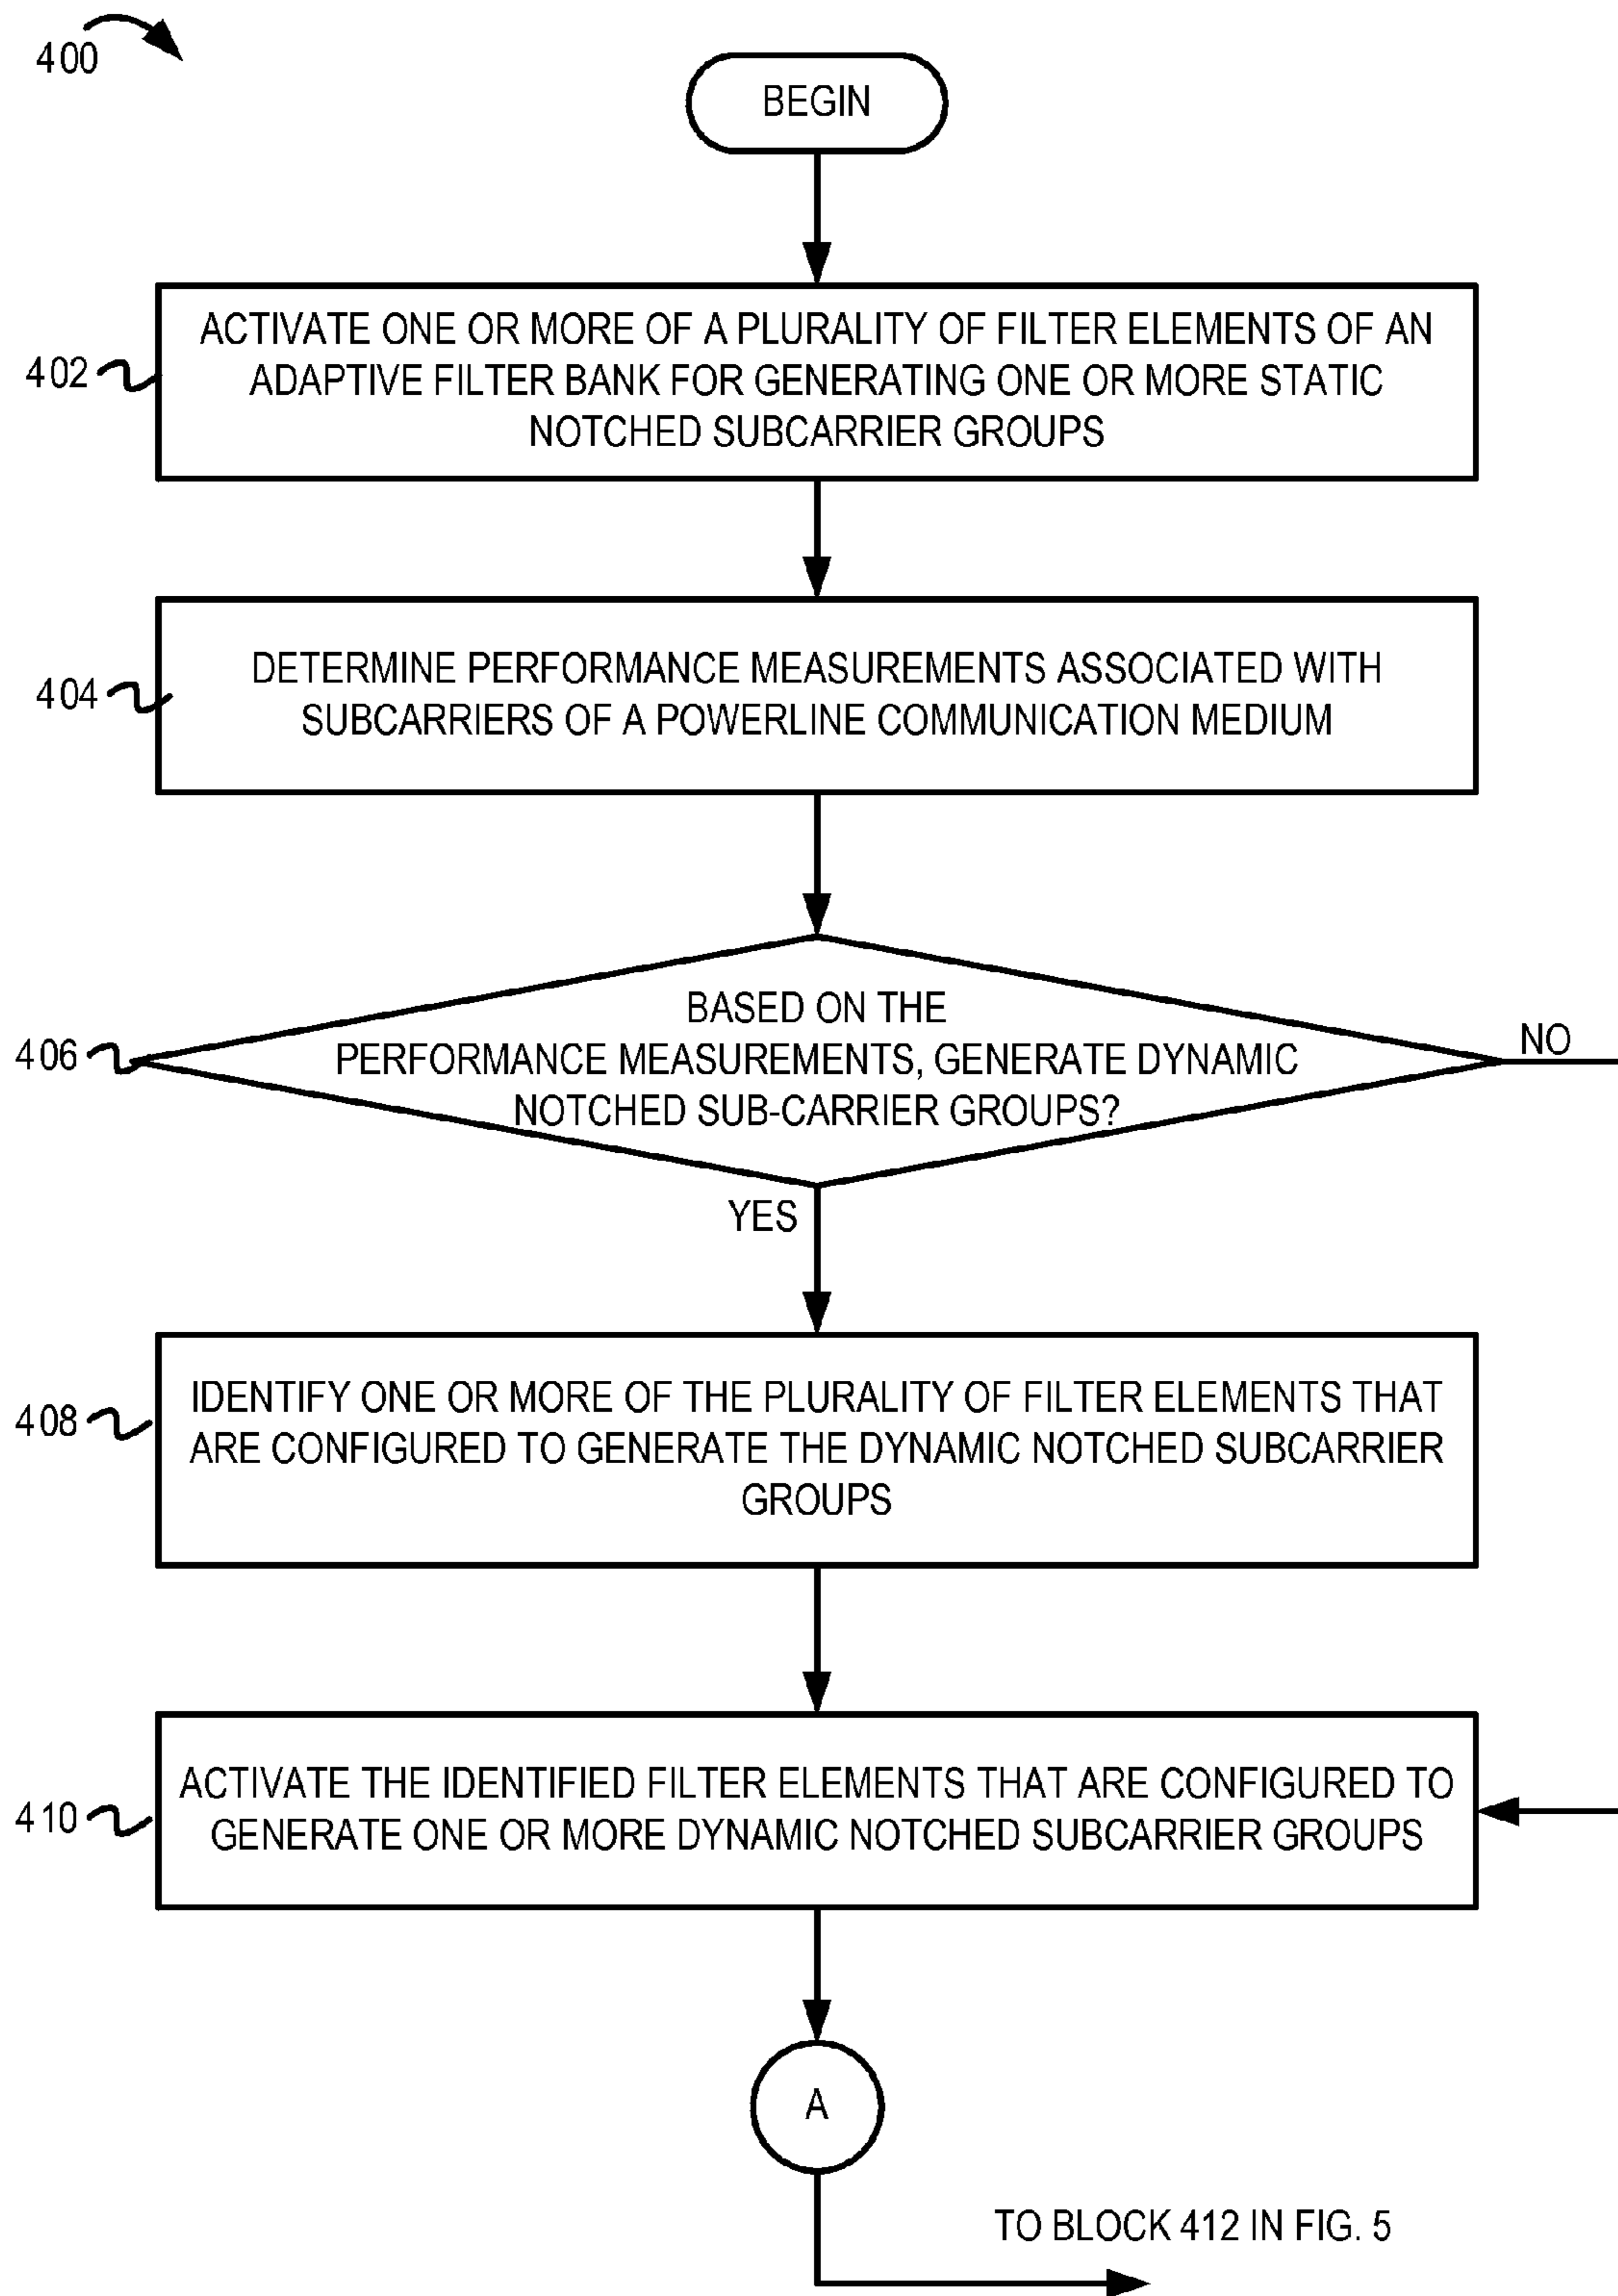 400
BEGIN
402
ACTIVATE ONE OR MORE OF A PLURALITY OF FILTER ELEMENTS OF AN
ADAPTIVE FILTER BANK FOR GENERATING ONE OR MORE STATIC
NOTCHED SUBCARRIER GROUPS
404
DETERMINE PERFORMANCE MEASUREMENTS ASSOCIATED WITH
SUBCARRIERS OF A POWERLINE COMMUNICATION MEDIUM
406
BASED ON THE
PERFORMANCE MEASUREMENTS, GENERATE DYNAMIC
NOTCHED SUB-CARRIER GROUPS?
NO
YES
408
IDENTIFY ONE OR MORE OF THE PLURALITY OF FILTER ELEMENTS THAT
ARE CONFIGURED TO GENERATE THE DYNAMIC NOTCHED SUBCARRIER
GROUPS
410
ACTIVATE THE IDENTIFIED FILTER ELEMENTS THAT ARE CONFIGURED TO
GENERATE ONE OR MORE DYNAMIC NOTCHED SUBCARRIER GROUPS
A
TO BLOCK 412 IN FIG. 5